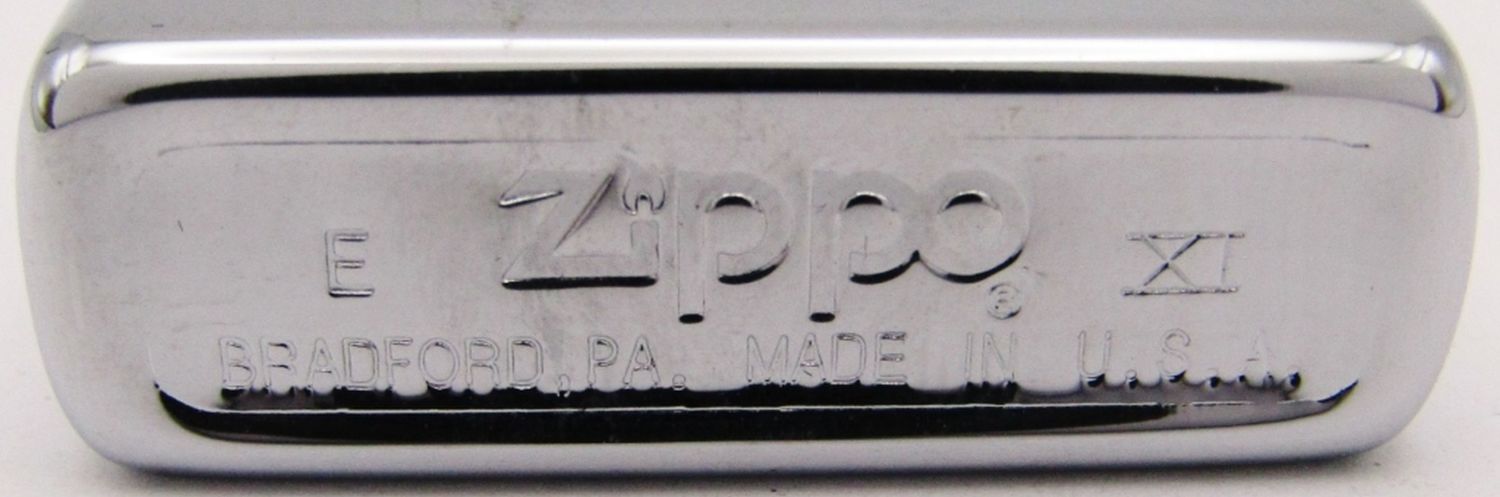 E Zippo® XI
BRADFORD, PA. MADE IN U.S.A.